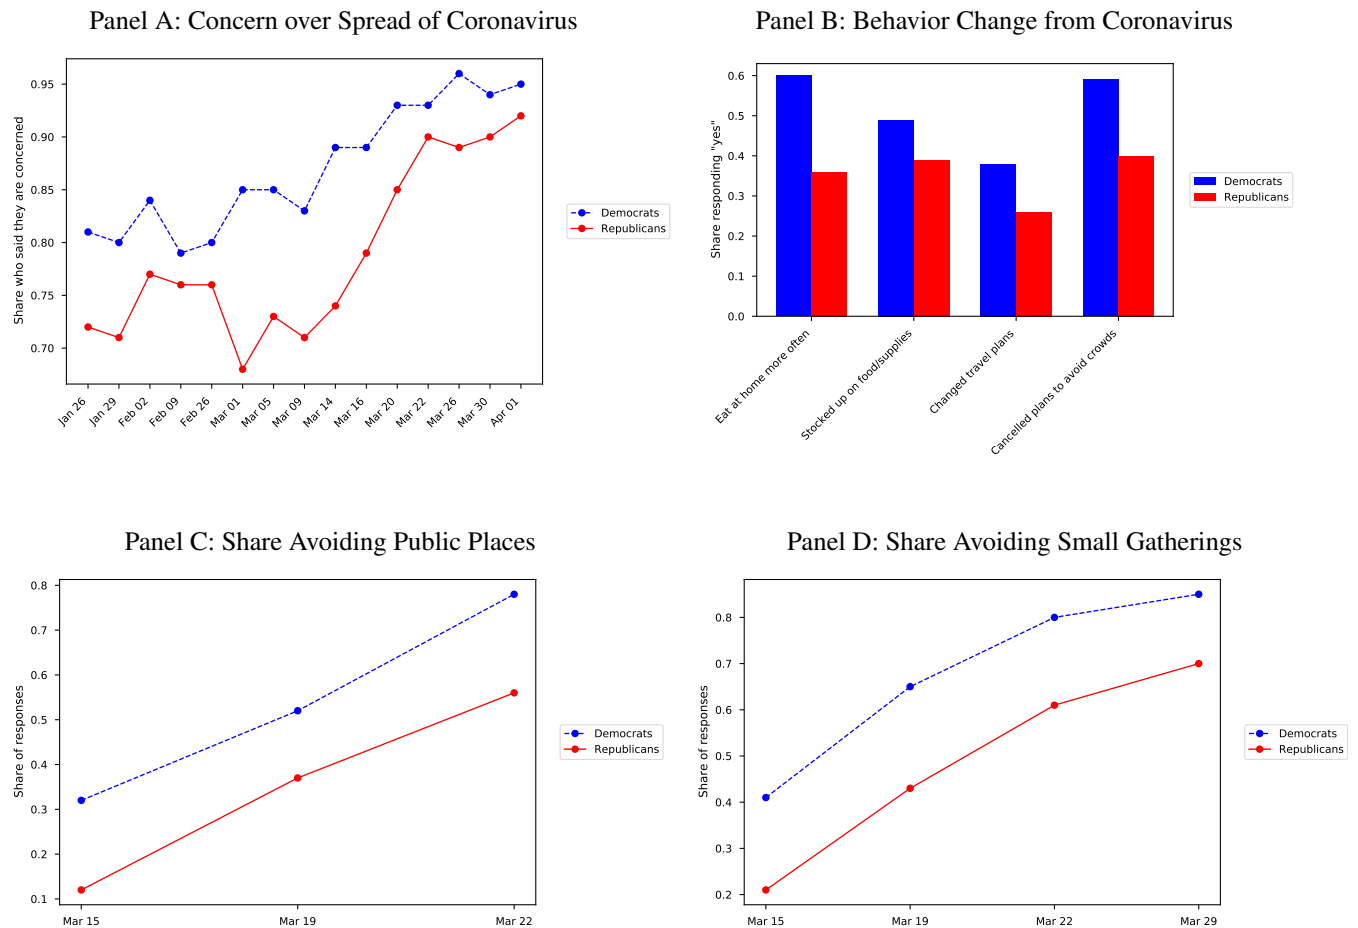 Panel A: Concern over Spread of Coronavirus
Share who said they are concerned
0.95
0.90
0.85
0.80
0.75
0.70
Jan 26
Jan 29
Feb 02
Feb 09
Feb 26
Mar 01
Mar 05
Mar 09
Mar 14
Mar 16
Mar 20
Mar 22
Mar 26
Mar 30
Apr 01
Democrats
Republicans
Panel B: Behavior Change from Coronavirus
Share responding "yes"
0.6
0.5
0.4
0.3
0.2
0.1
0.0
Eat at home more often
Stocked up on food/supplies
Changed travel plans
Cancelled plans to avoid crowds
Democrats
Republicans
Panel C: Share Avoiding Public Places
Share of responses
0.8
0.7
0.6
0.5
0.4
0.3
0.2
0.1
Mar 15
Mar 19
Mar 22
Democrats
Republicans
Panel D: Share Avoiding Small Gatherings
Share of responses
0.8
0.7
0.6
0.5
0.4
0.3
0.2
Mar 15
Mar 19
Mar 22
Mar 29
Democrats
Republicans